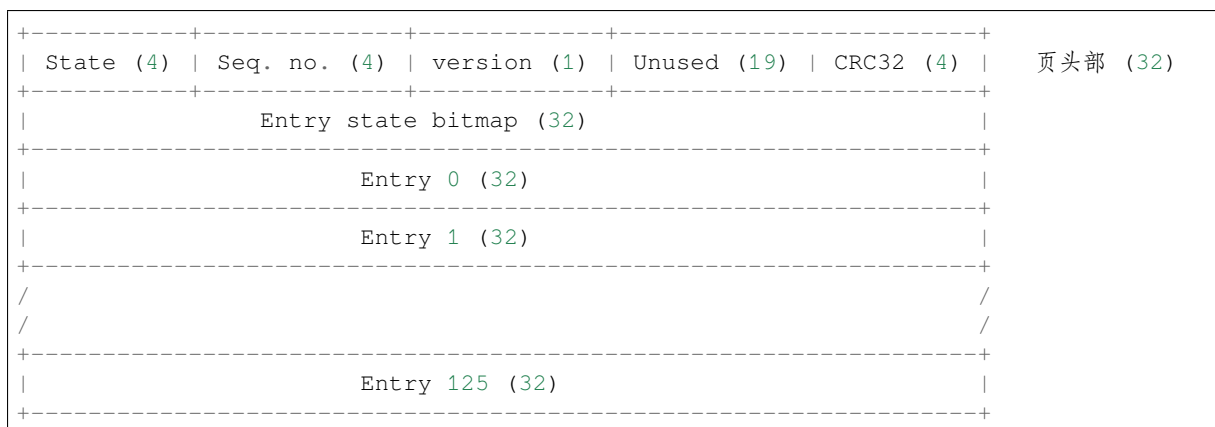 +-----------+--------------+-------------+-------------------------+
| State (4) | Seq. no. (4) | version (1) | Unused (19) | CRC32 (4) | 页头部 (32)
+-----------+--------------+-------------+-------------------------+
| Entry state bitmap (32) |
+------------------------------------------------------------------+
| Entry 0 (32) |
+------------------------------------------------------------------+
| Entry 1 (32) |
+------------------------------------------------------------------+
/ /
/ /
+------------------------------------------------------------------+
| Entry 125 (32) |
+------------------------------------------------------------------+